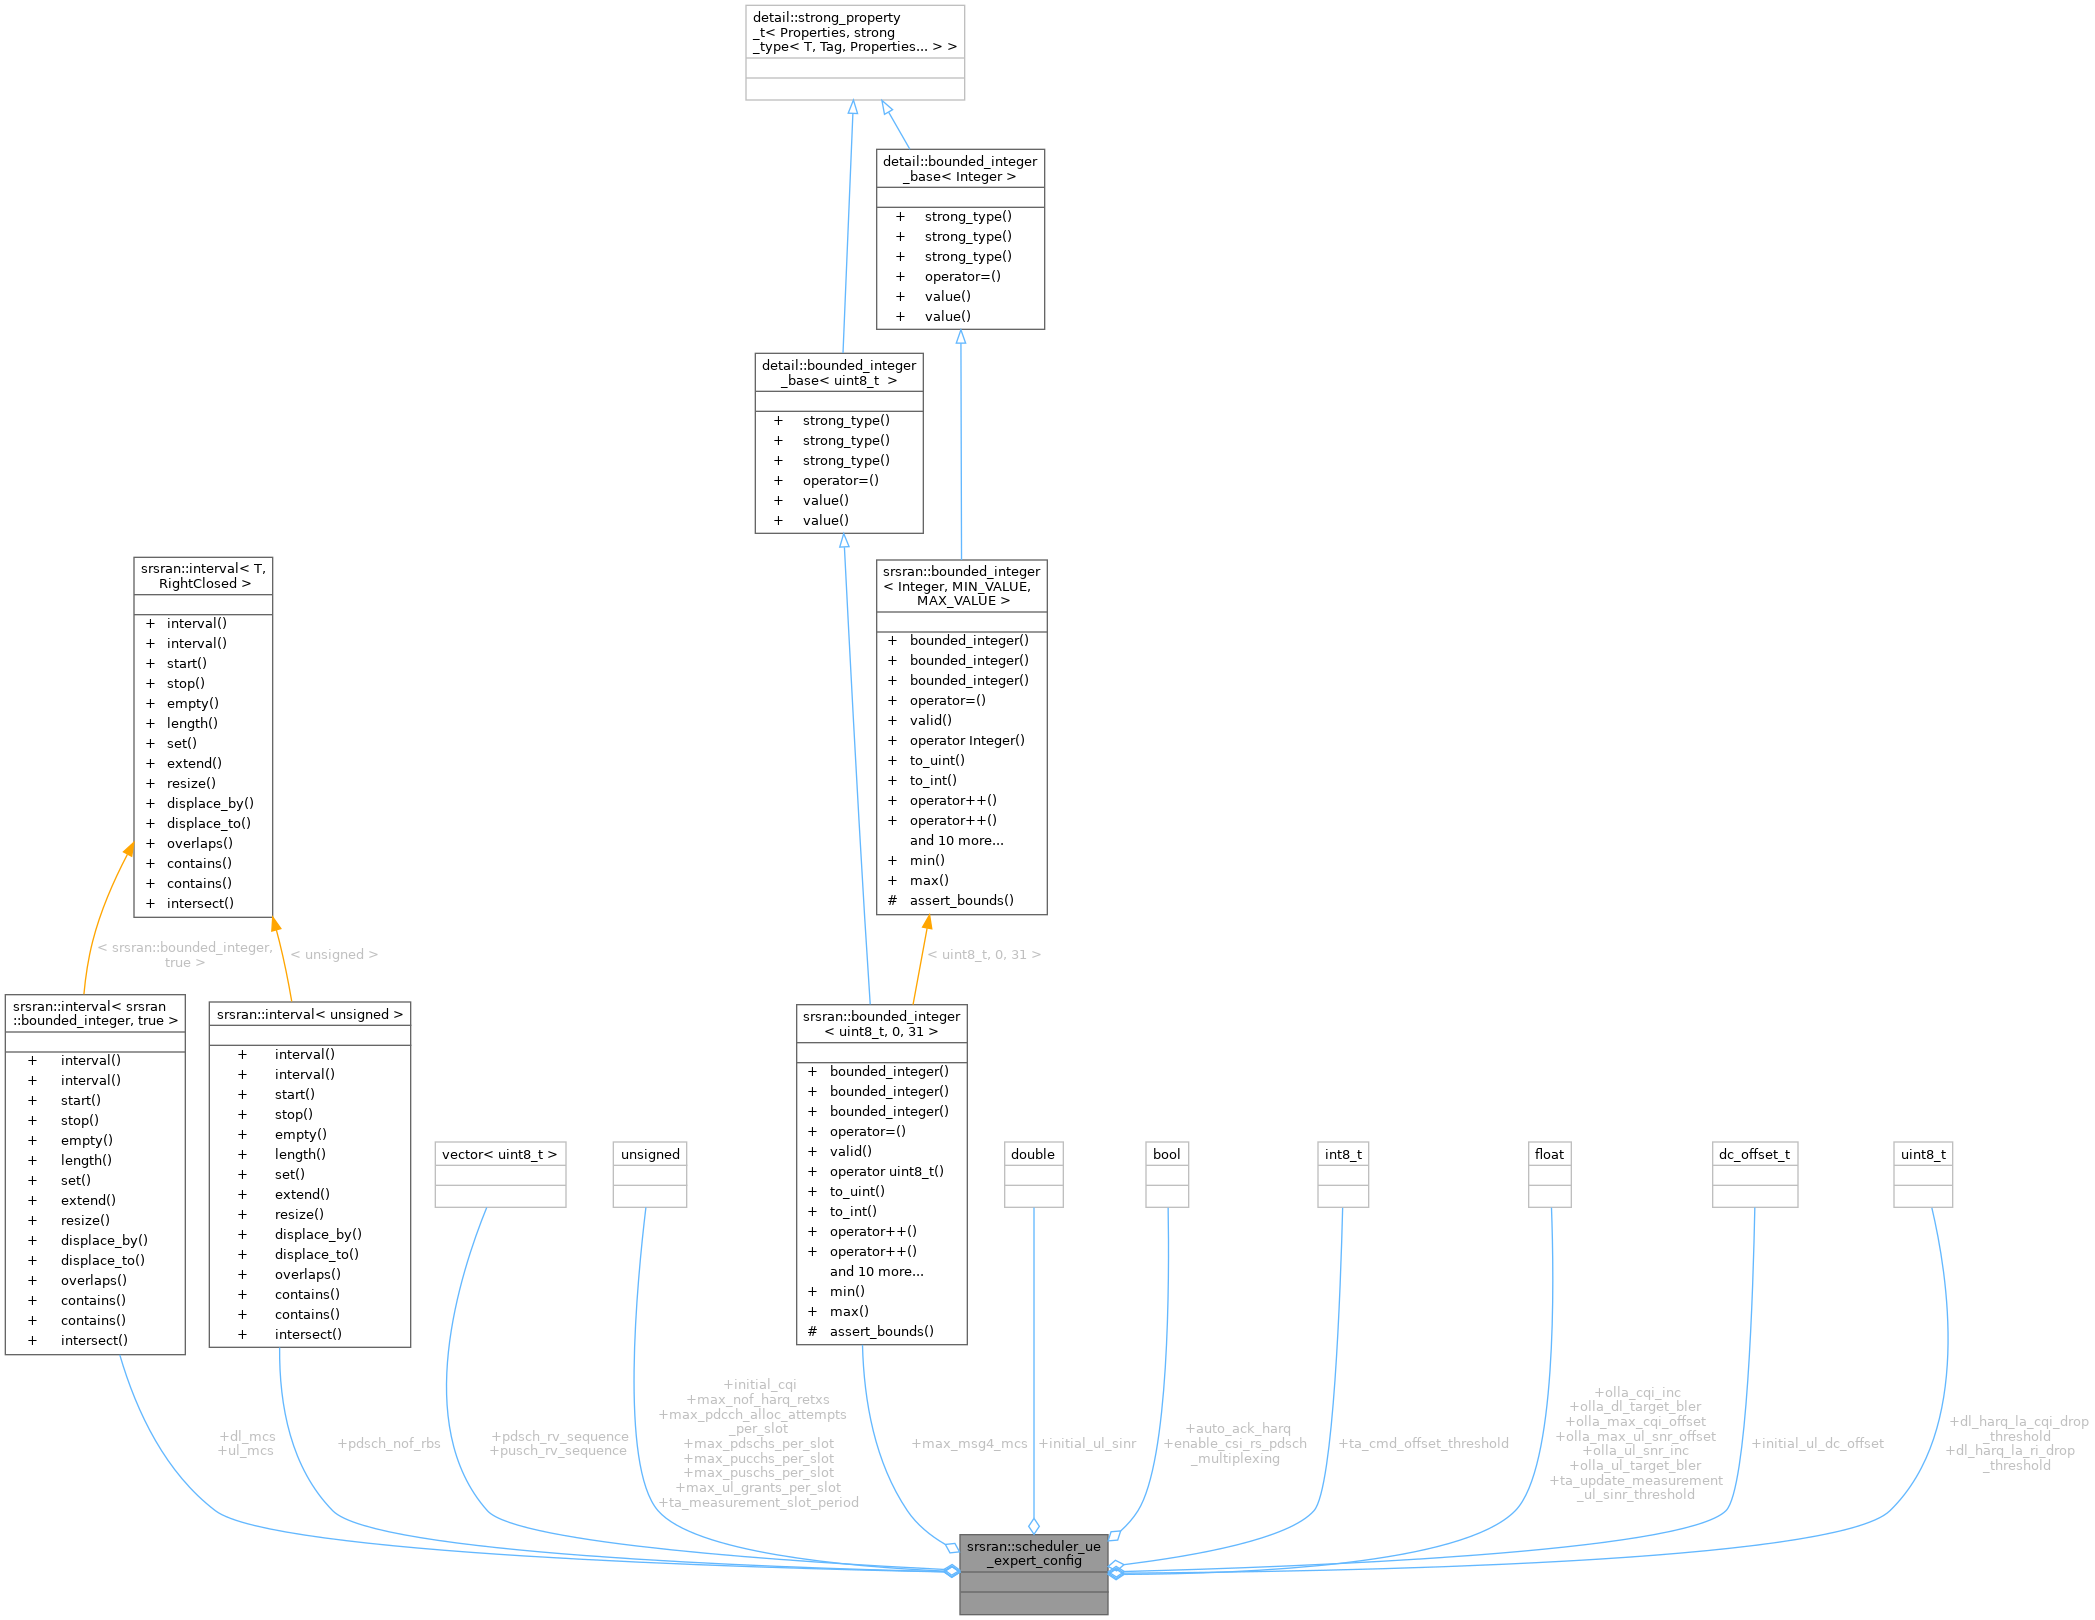 detail::strong_property
_t< Properties, strong
_type< T, Tag, Properties... > >
detail::bounded_integer
_base< Integer >
+ strong_type()
+ strong_type()
+ strong_type()
+ operator=()
+ value()
+ value()
detail::bounded_integer
_base< uint8_t  >
+ strong_type()
+ strong_type()
+ strong_type()
+ operator=()
+ value()
+ value()
srsran::interval< T,
RightClosed >
+ interval()
+ interval()
+ start()
+ stop()
+ empty()
+ length()
+ set()
+ extend()
+ resize()
+ displace_by()
+ displace_to()
+ overlaps()
+ contains()
+ contains()
+ intersect()
srsran::bounded_integer
< Integer, MIN_VALUE,
MAX_VALUE >
+ bounded_integer()
+ bounded_integer()
+ bounded_integer()
+ operator=()
+ valid()
+ operator Integer()
+ to_uint()
+ to_int()
+ operator++()
+ operator++()
and 10 more...
+ min()
+ max()
# assert_bounds()
< srsran::bounded_integer,
true >
< unsigned >
< uint8_t, 0, 31 >
srsran::interval< srsran
::bounded_integer, true >
+ interval()
+ interval()
+ start()
+ stop()
+ empty()
+ length()
+ set()
+ extend()
+ resize()
+ displace_by()
+ displace_to()
+ overlaps()
+ contains()
+ contains()
+ intersect()
srsran::interval< unsigned >
+ interval()
+ interval()
+ start()
+ stop()
+ empty()
+ length()
+ set()
+ extend()
+ resize()
+ displace_by()
+ displace_to()
+ overlaps()
+ contains()
+ contains()
+ intersect()
vector< uint8_t >
unsigned
srsran::bounded_integer
< uint8_t, 0, 31 >
+ bounded_integer()
+ bounded_integer()
+ bounded_integer()
+ operator=()
+ valid()
+ operator uint8_t()
+ to_uint()
+ to_int()
+ operator++()
+ operator++()
and 10 more...
+ min()
+ max()
# assert_bounds()
double
bool
int8_t
float
dc_offset_t
uint8_t
+dl_mcs
+ul_mcs
+pdsch_nof_rbs
+pdsch_rv_sequence
+pusch_rv_sequence
+initial_cqi
+max_nof_harq_retxs
+max_pdcch_alloc_attempts
_per_slot
+max_pdschs_per_slot
+max_pucchs_per_slot
+max_puschs_per_slot
+max_ul_grants_per_slot
+ta_measurement_slot_period
+max_msg4_mcs
+initial_ul_sinr
+auto_ack_harq
+enable_csi_rs_pdsch
_multiplexing
+ta_cmd_offset_threshold
+olla_cqi_inc
+olla_dl_target_bler
+olla_max_cqi_offset
+olla_max_ul_snr_offset
+olla_ul_snr_inc
+olla_ul_target_bler
+ta_update_measurement
_ul_sinr_threshold
+initial_ul_dc_offset
+dl_harq_la_cqi_drop
_threshold
+dl_harq_la_ri_drop
_threshold
srsran::scheduler_ue
_expert_config